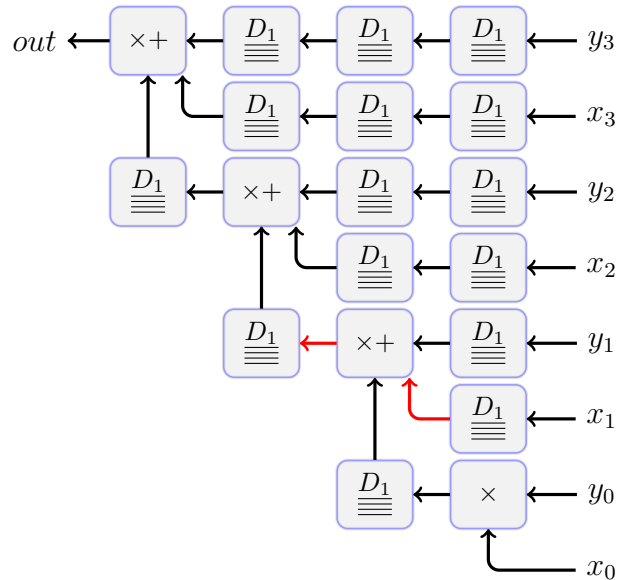 out ×+ D₁ D₁ D₁ y₃
D₁ D₁ D₁ x₃
D₁ ×+ D₁ D₁ y₂
D₁ D₁ x₂
D₁ ×+ D₁ y₁
D₁ x₁
D₁ × y₀
x₀